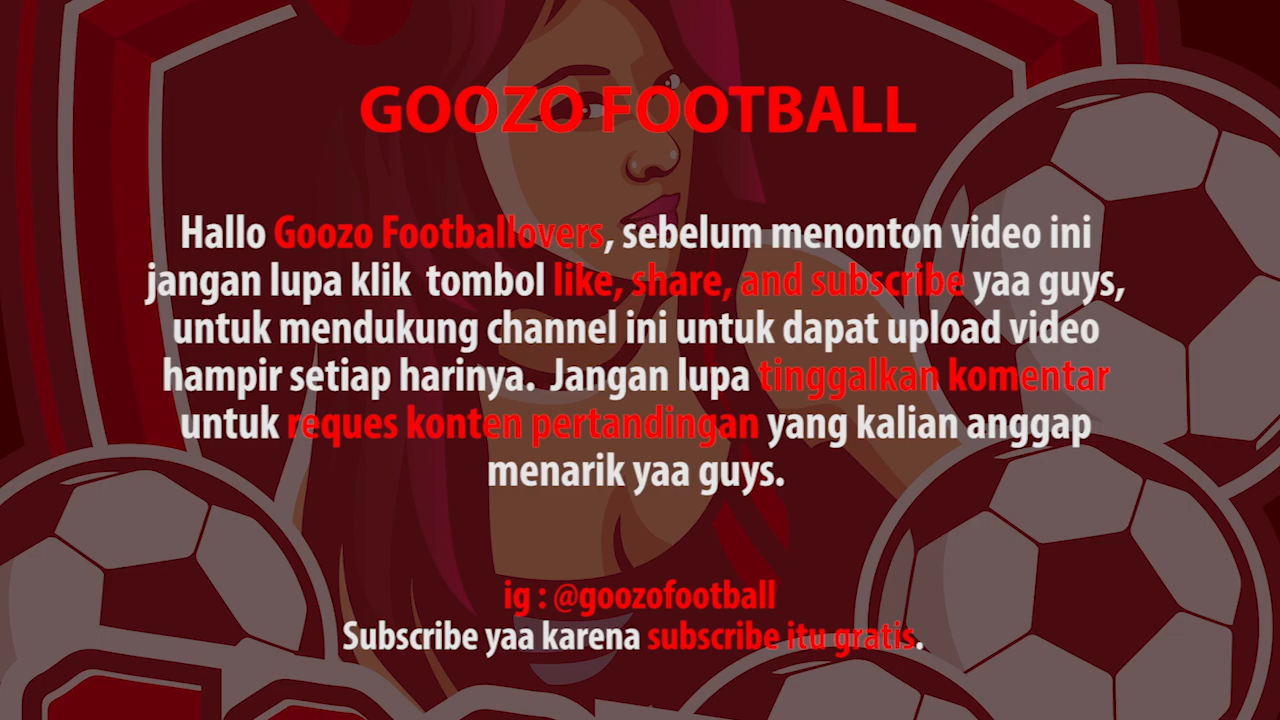 GOOZO FOOTBALL
Hallo Goozo Footballovers, sebelum menonton video ini
jangan lupa klik tombol like, share, and subscribe yaa guys,
untuk mendukung channel ini untuk dapat upload video
hampir setiap harinya. Jangan lupa tinggalkan komentar
untuk reques konten pertandingan yang kalian anggap
menarik yaa guys.
ig : @goozofootball
Subscribe yaa karena subscribe itu gratis.